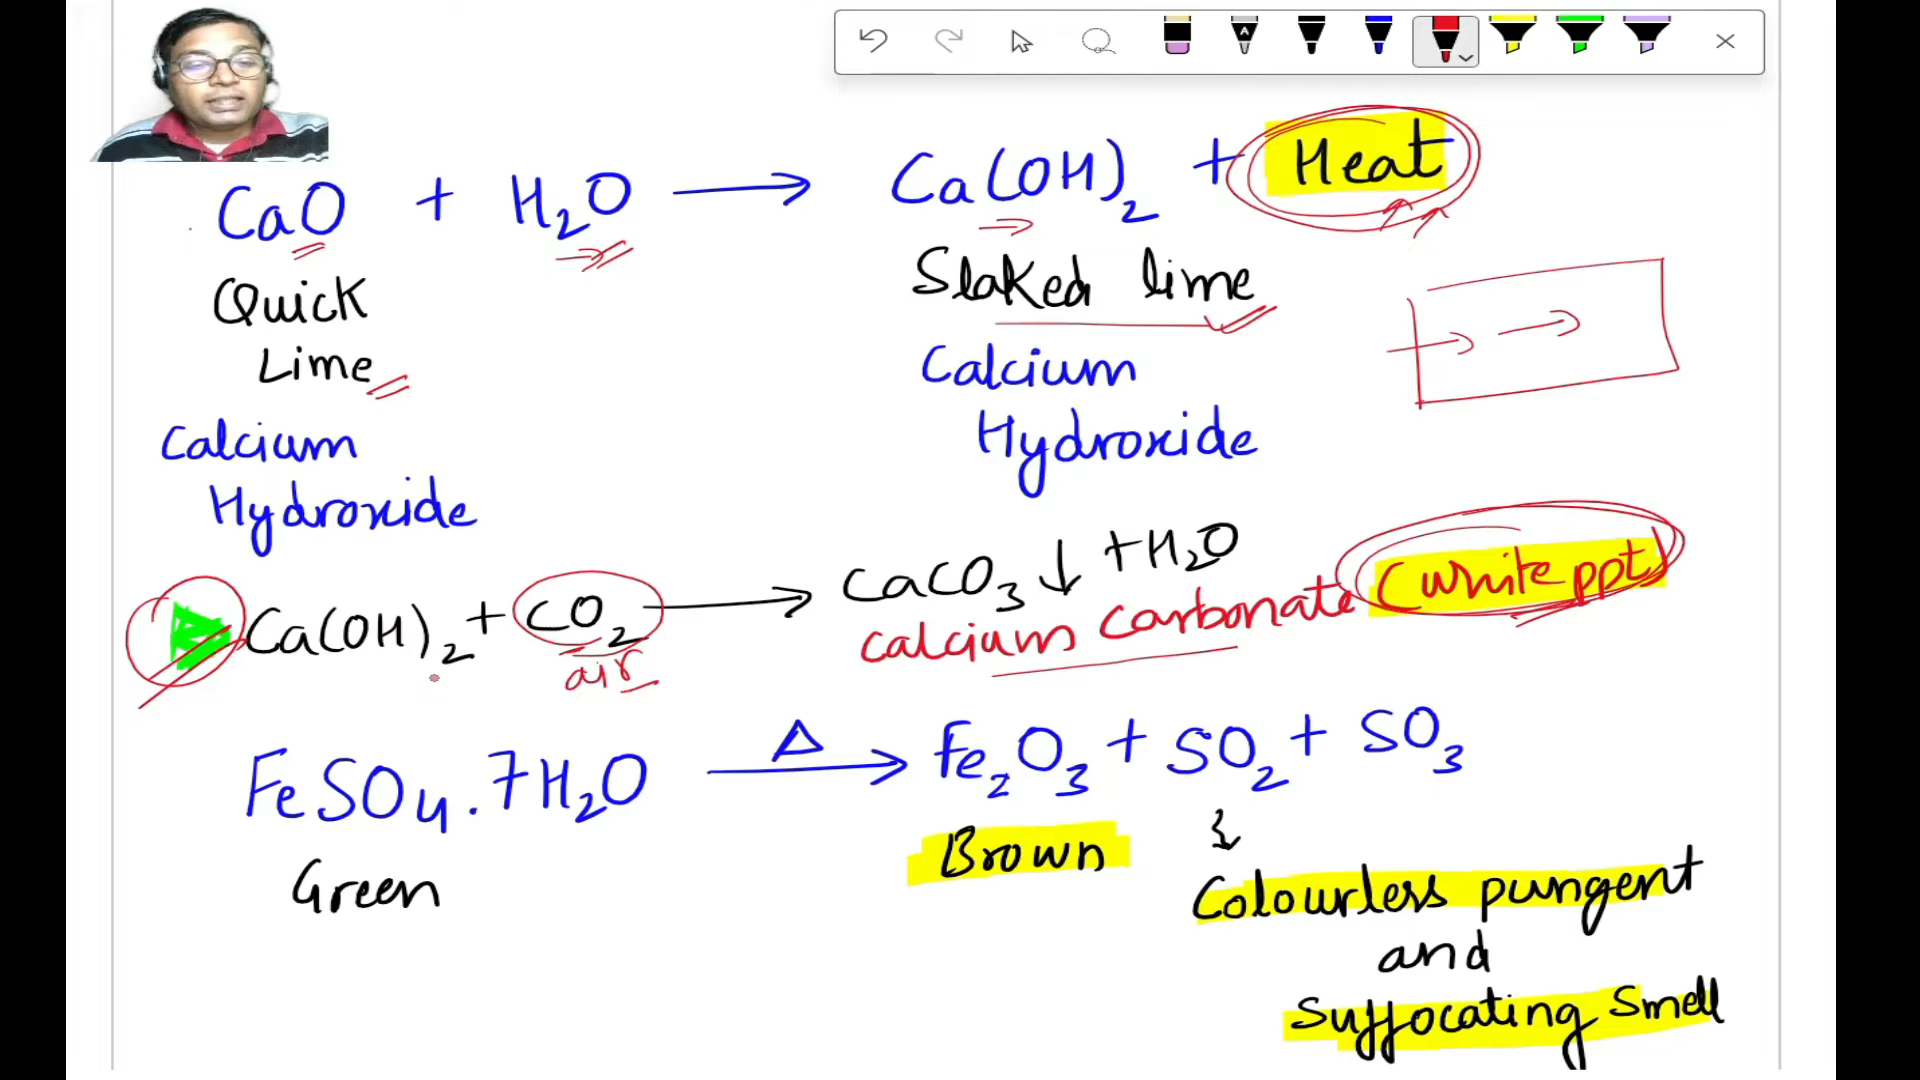 CaO + H₂O → Ca(OH)₂ + Heat
Quick
Lime
Slaked lime
Calcium
Hydroxide
Calcium
Hydroxide
Ca(OH)₂ + CO₂ → CaCO₃↓ + H₂O
air
calcium carbonate (white ppt)
FeSO₄.7H₂O Δ→ Fe₂O₃ + SO₂ + SO₃
Green
Brown
Colourless pungent
and
Suffocating Smell